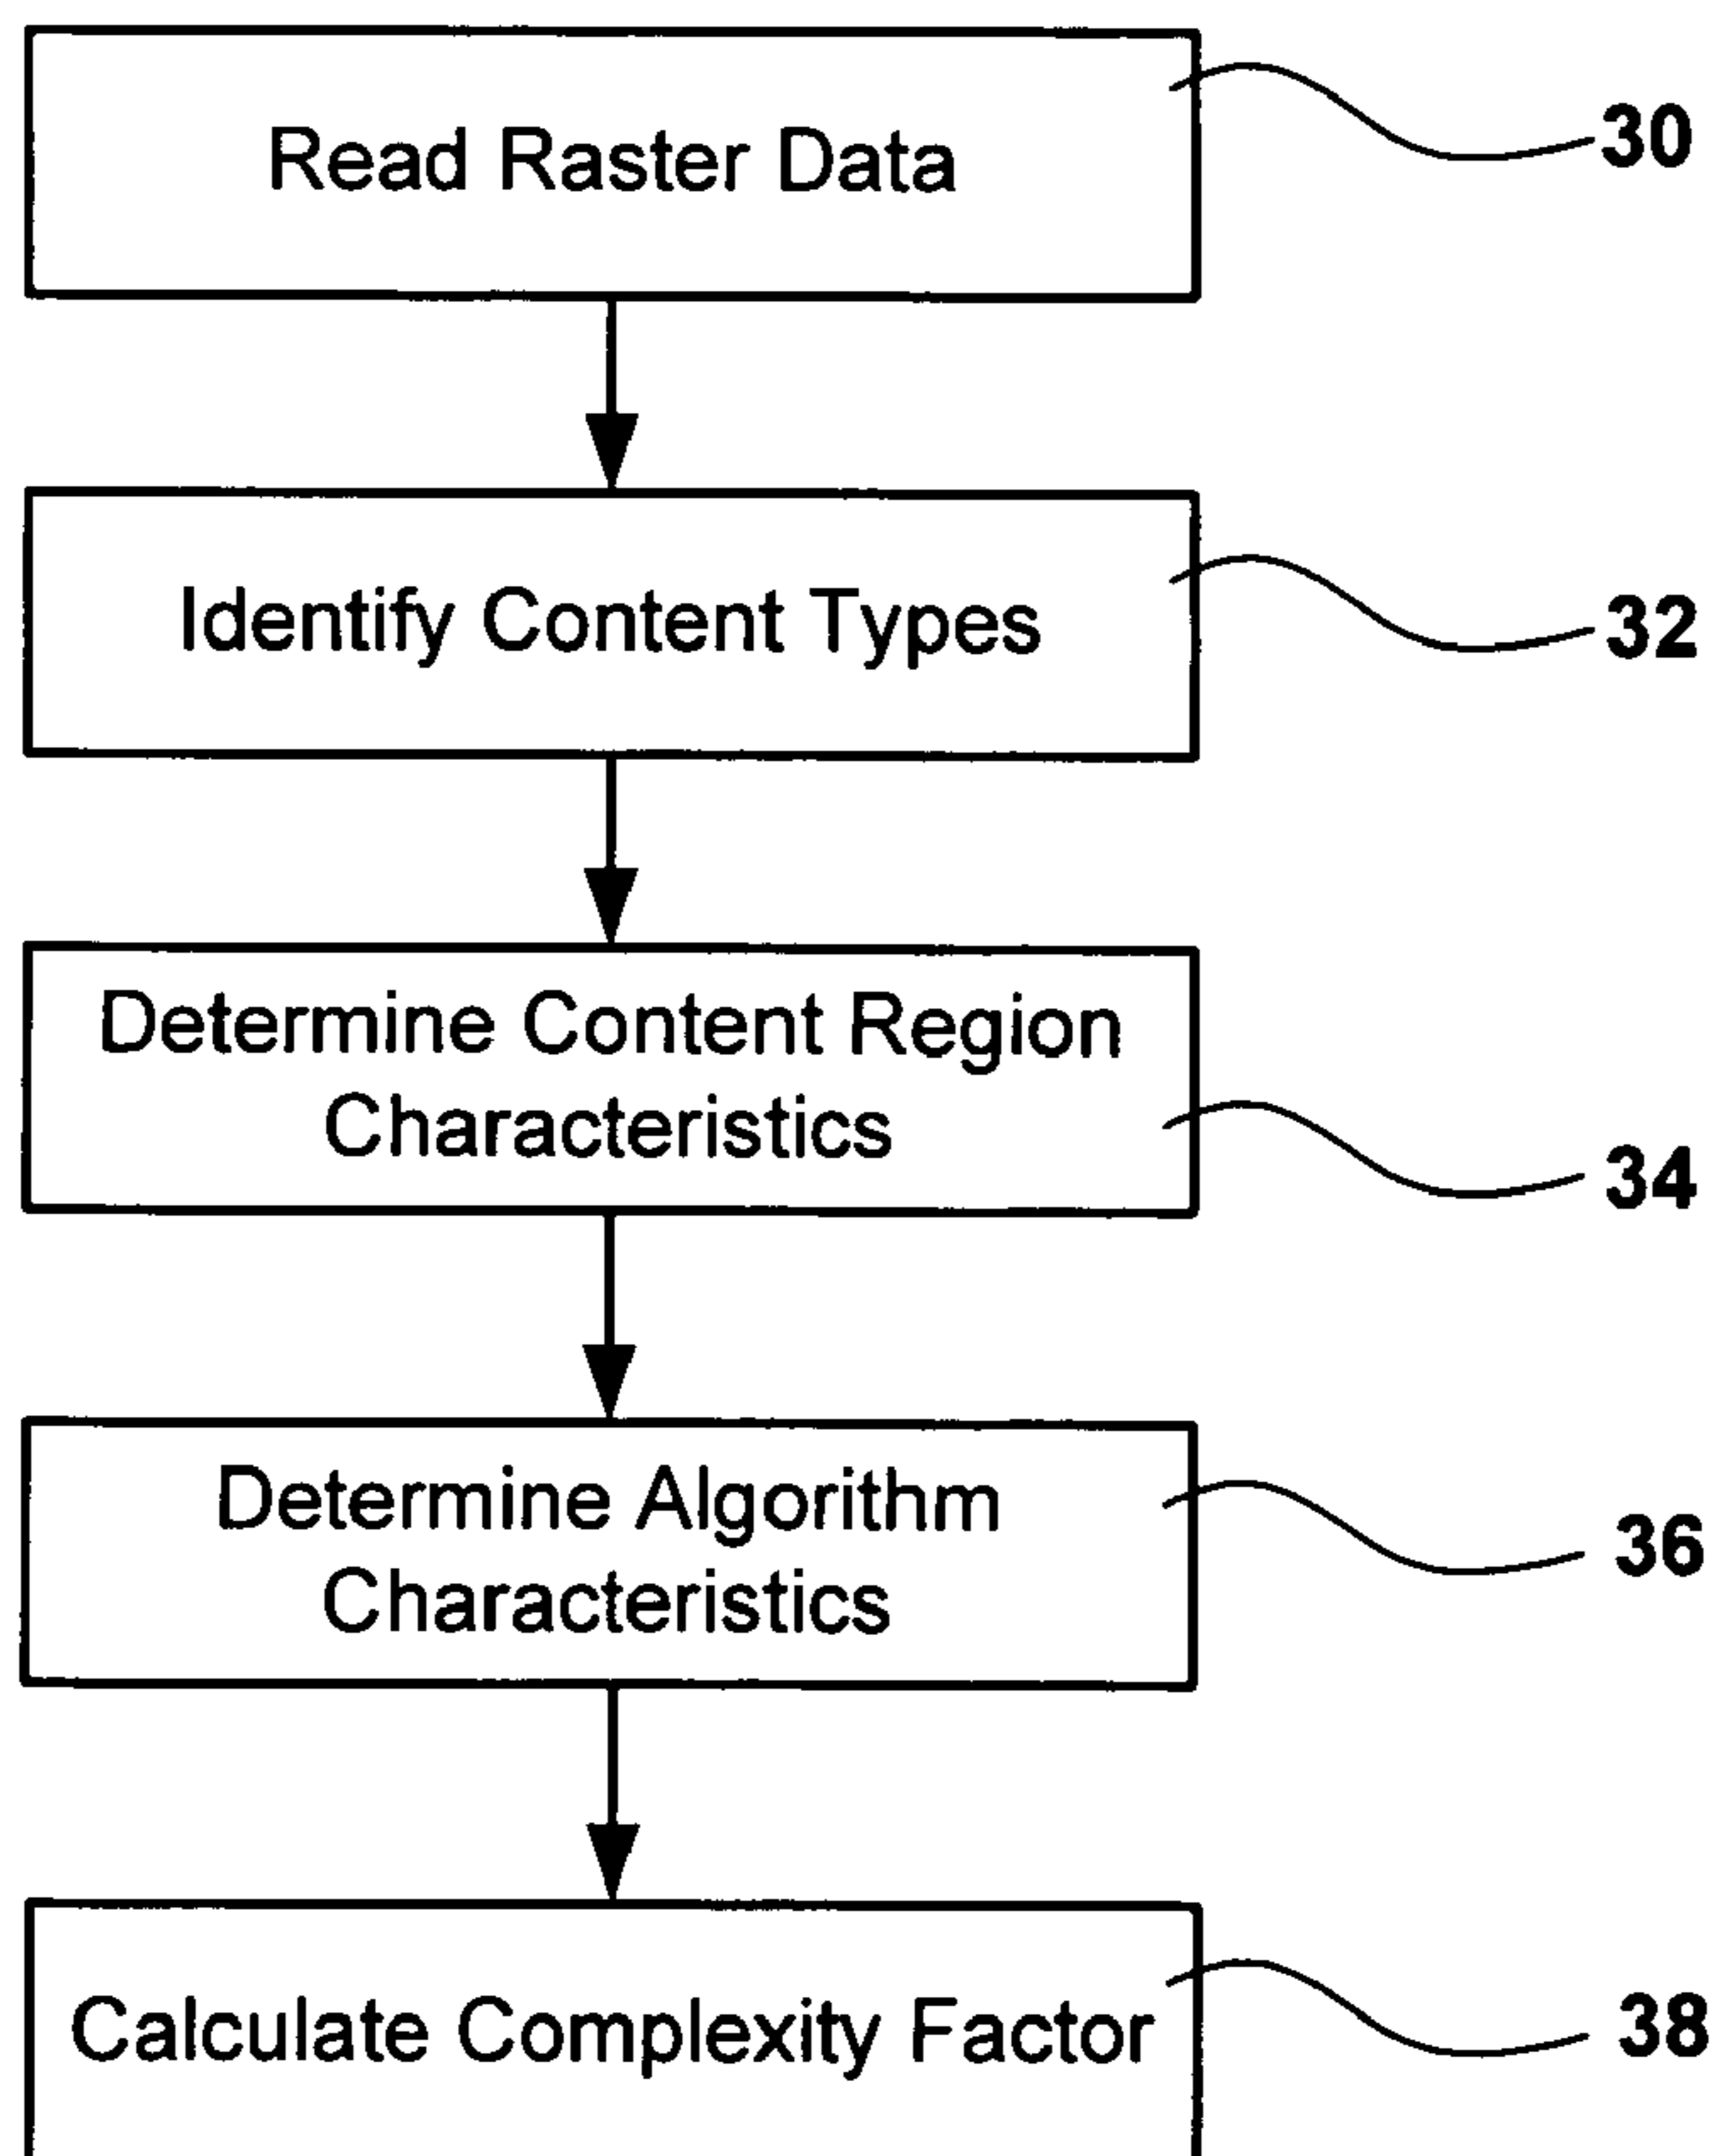 Read Raster Data
30
Identify Content Types
32
Determine Content Region
Characteristics
34
Determine Algorithm
Characteristics
36
Calculate Complexity Factor
38